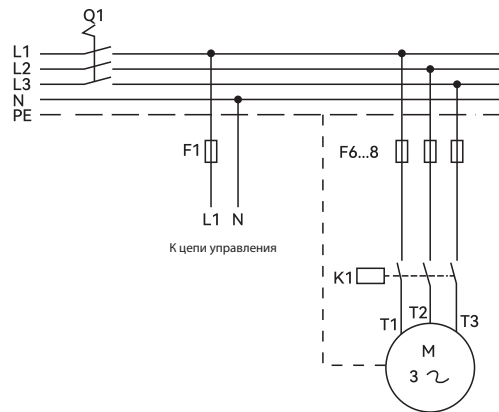 Q1
L1
L2
L3
N
PE
F1
F6...8
L1 N
К цепи управления
K1
T1
T2
T3
M
3